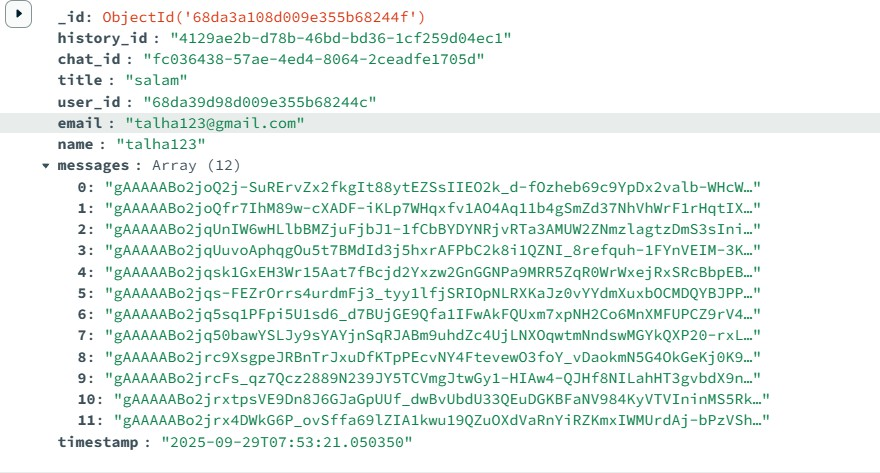 _id: ObjectId('68da3a108d009e355b68244f')
history_id : "4129ae2b-d78b-46bd-bd36-1cf259d04ec1"
chat_id : "fc036438-57ae-4ed4-8064-2ceadfe1705d"
title : "salam"
user_id : "68da39d98d009e355b68244c"
email : "talha123@gmail.com"
name : "talha123"
messages : Array (12)
0: "gAAAAABo2joQ2j-SuRErvZx2fkgIt88ytEZSsIIEO2k_d-fOzheb69c9YpDx2valb-WHcW…"
1: "gAAAAABo2joQfr7IhM89w-cXADF-iKLp7WHqxfv1AO4Aq11b4gSmZd37NhVhWrF1rHqtIX…"
2: "gAAAAABo2jqUnIW6wHLlbBMZjuFjbJ1-1fCbBYDYNRjvRTa3AMUW2ZNmzlagtzDmS3sIni…"
3: "gAAAAABo2jqUuvoAphqgOu5t7BMdId3j5hxrAFPbC2k8i1QZNI_8refquh-1FYnVEIM-3K…"
4: "gAAAAABo2jqsk1GxEH3Wr15Aat7fBcjd2Yxzw2GnGGNPa9MRR5ZqR0WrWxejRxSRcBbpEB…"
5: "gAAAAABo2jqs-FEZrOrrs4urdmFj3_tyy1lfjSRIOpNLRXKaJz0vYYdmXuxbOCMDQYBJPP…"
6: "gAAAAABo2jq5sq1PFpi5U1sd6_d7BUjGE9Qfa1IFwAkFQUxm7xpNH2Co6MnXMFUPCZ9rV4…"
7: "gAAAAABo2jq50bawYSLJy9sYAYjnSqRJABm9uhdZc4UjLNXOqwtmNndswMGYkQXP20-rxL…"
8: "gAAAAABo2jrc9XsgpeJRBnTrJxuDfKTpPEcvNY4FtevewO3foY_vDaokmN5G4OkGeKj0K9…"
9: "gAAAAABo2jrcFs_qz7Qcz2889N239JY5TCVmgJtwGy1-HIAw4-QJHf8NILahHT3gvbdX9n…"
10: "gAAAAABo2jrxtpsVE9Dn8J6GJaGpUUf_dwBvUbdU33QEuDGKBFaNV984KyVTVIninMS5Rk…"
11: "gAAAAABo2jrx4DWkG6P_ovSffa69lZIA1kwu19QZuOXdVaRnYiRZKmxIWMUrdAj-bPzVSh…"
timestamp : "2025-09-29T07:53:21.050350"